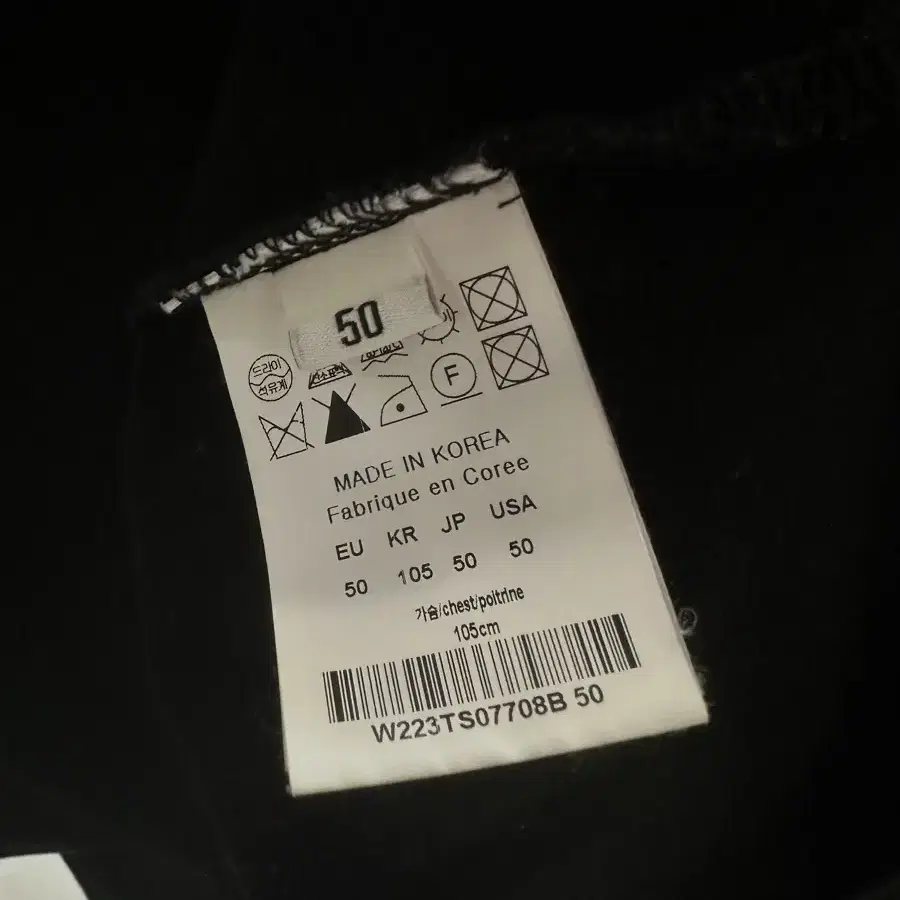 50
드라이
석유계
F
MADE IN KOREA
Fabrique en Coree
EU KR JP USA
50 105 50 50
가슴/chest/poitrine
105cm
W223TS07708B 50